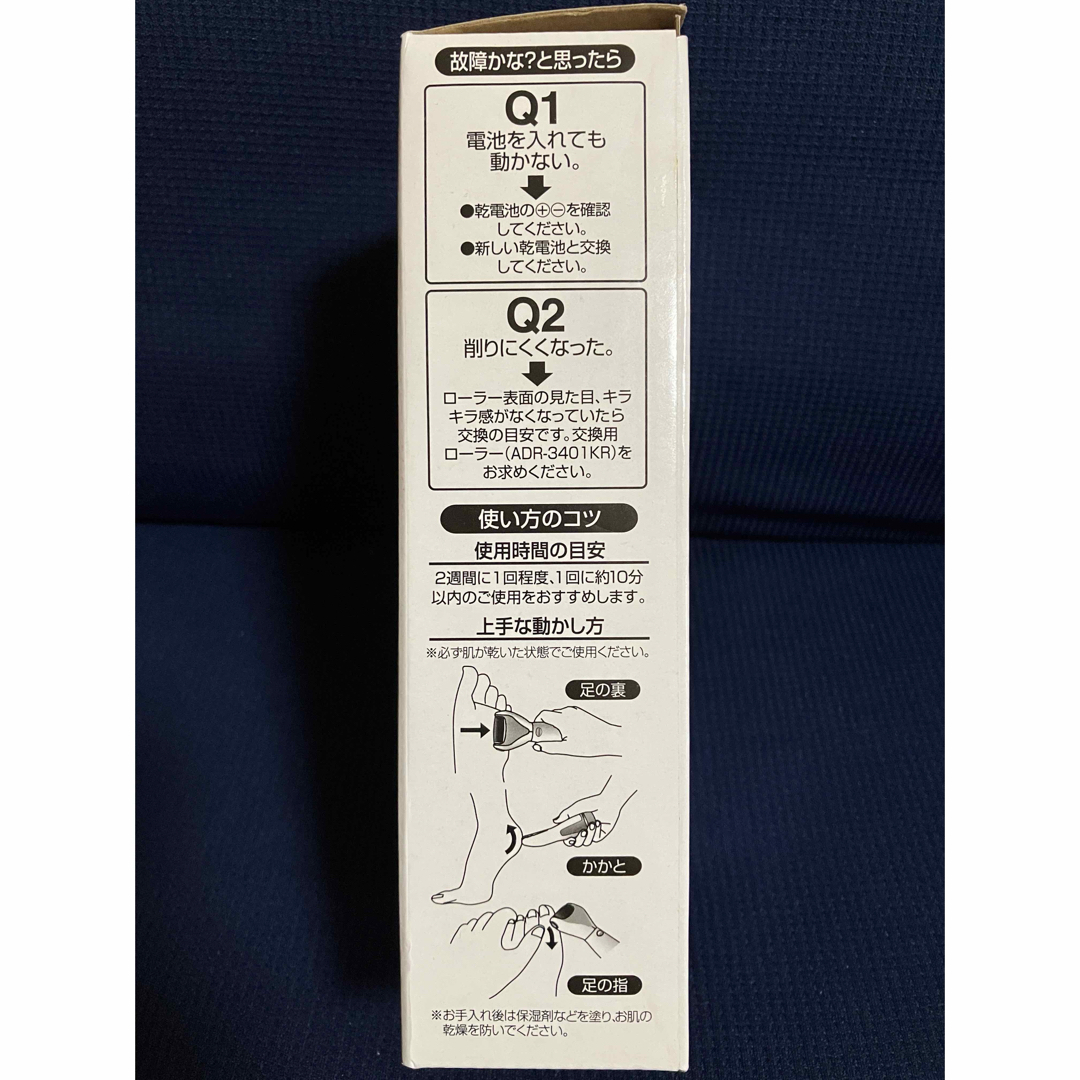 故障かな?と思ったら
Q1
電池を入れても
動かない。
●乾電池の⊕⊖を確認
してください。
●新しい乾電池と交換
してください。
Q2
削りにくくなった。
ローラー表面の見た目、キラ
キラ感がなくなっていたら
交換の目安です。交換用
ローラー(ADR-3401KR)を
お求めください。
使い方のコツ
使用時間の目安
2週間に1回程度、1回に約10分
以内のご使用をおすすめします。
上手な動かし方
※必ず肌が乾いた状態でご使用ください。
足の裏
かかと
足の指
※お手入れ後は保湿剤などを塗り、お肌の
乾燥を防いでください。